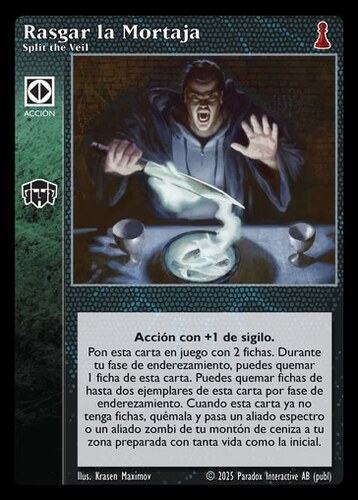 Rasgar la Mortaja
Split the Veil
ACCIÓN
Acción con +1 de sigilo.
Pon esta carta en juego con 2 fichas. Durante
tu fase de enderezamiento, puedes quemar
1 ficha de esta carta. Puedes quemar fichas de
hasta dos ejemplares de esta carta por fase de
enderezamiento. Cuando esta carta ya no
tenga fichas, quémala y pasa un aliado espectro
o un aliado zombi de tu montón de ceniza a tu
zona preparada con tanta vida como la inicial.
Ilus. Krasen Maximov
© 2025 Paradox Interactive AB (publ)